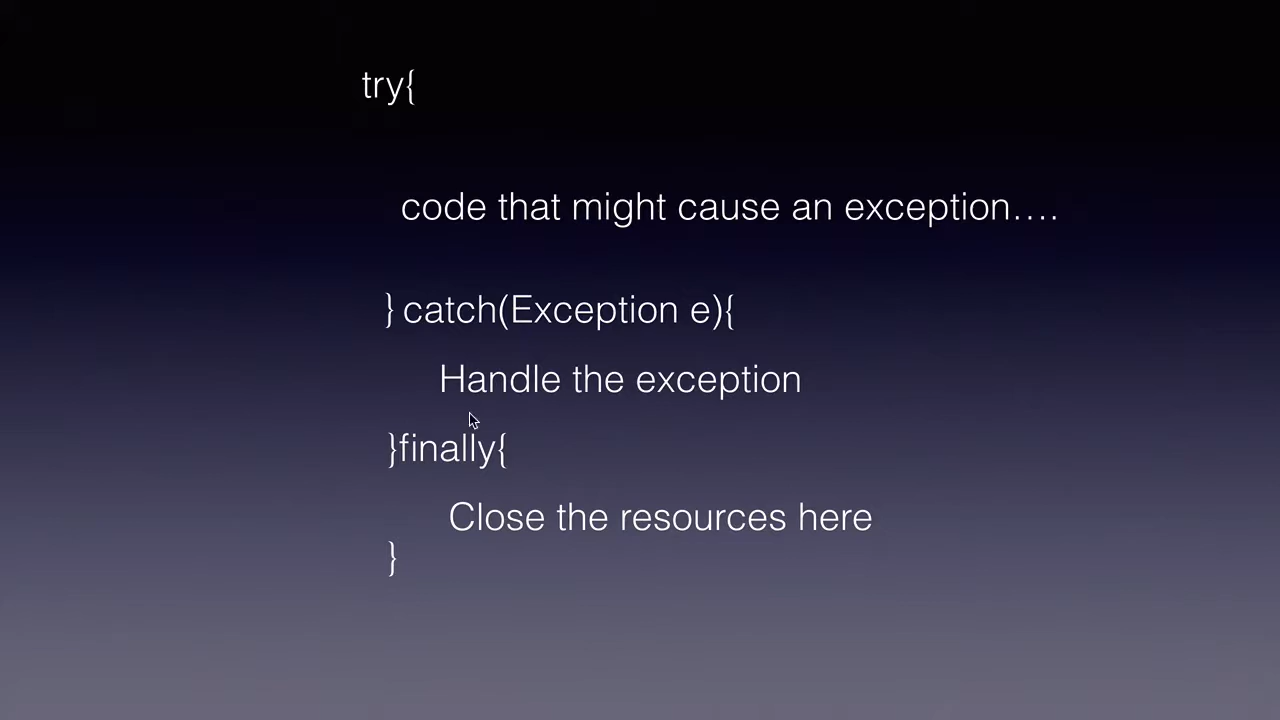 try{
code that might cause an exception....
} catch(Exception e){
Handle the exception
}finally{
Close the resources here
}